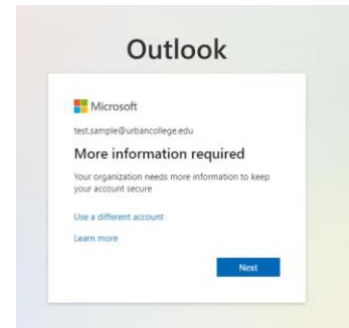 Outlook
Microsoft
test.sample@urbancollege.edu
More information required
Your organization needs more information to keep
your account secure
Use a different account
Learn more
Next